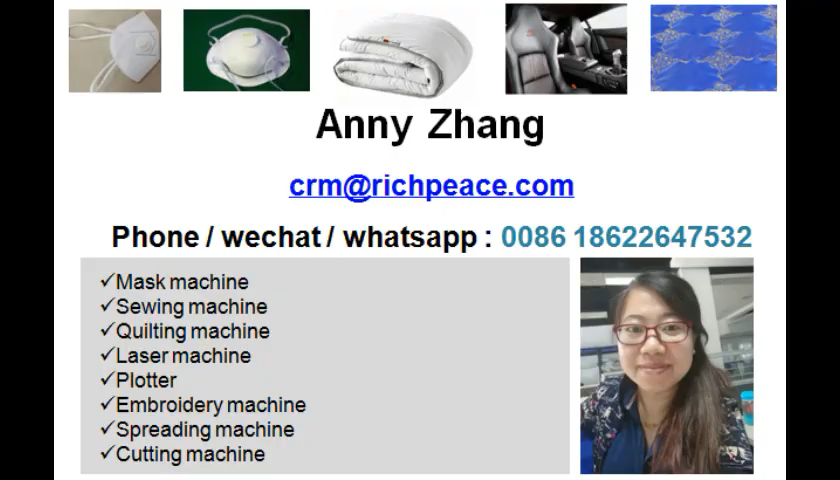 Anny Zhang
crm@richpeace.com
Phone / wechat / whatsapp : 0086 18622647532
✓Mask machine
✓Sewing machine
✓Quilting machine
✓Laser machine
✓Plotter
✓Embroidery machine
✓Spreading machine
✓Cutting machine